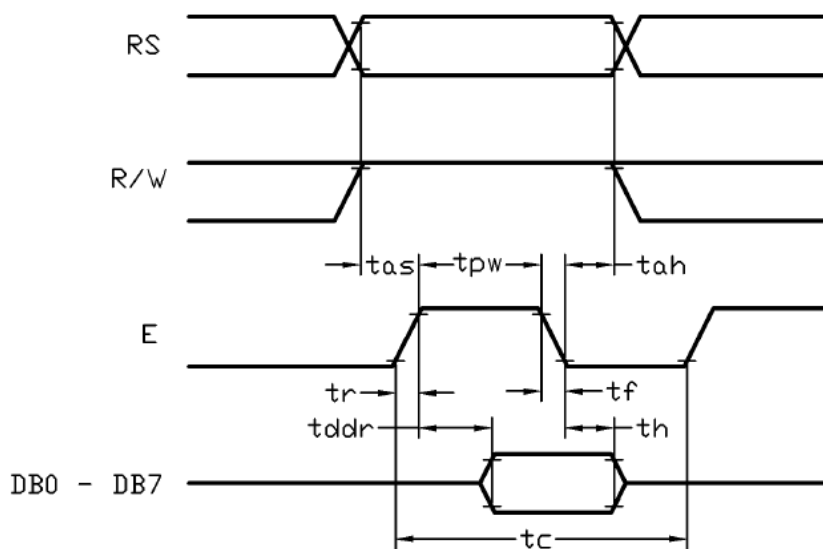 RS
R/W
tas tpw tah
E
tr tf
tddr th
DB0 - DB7
tc